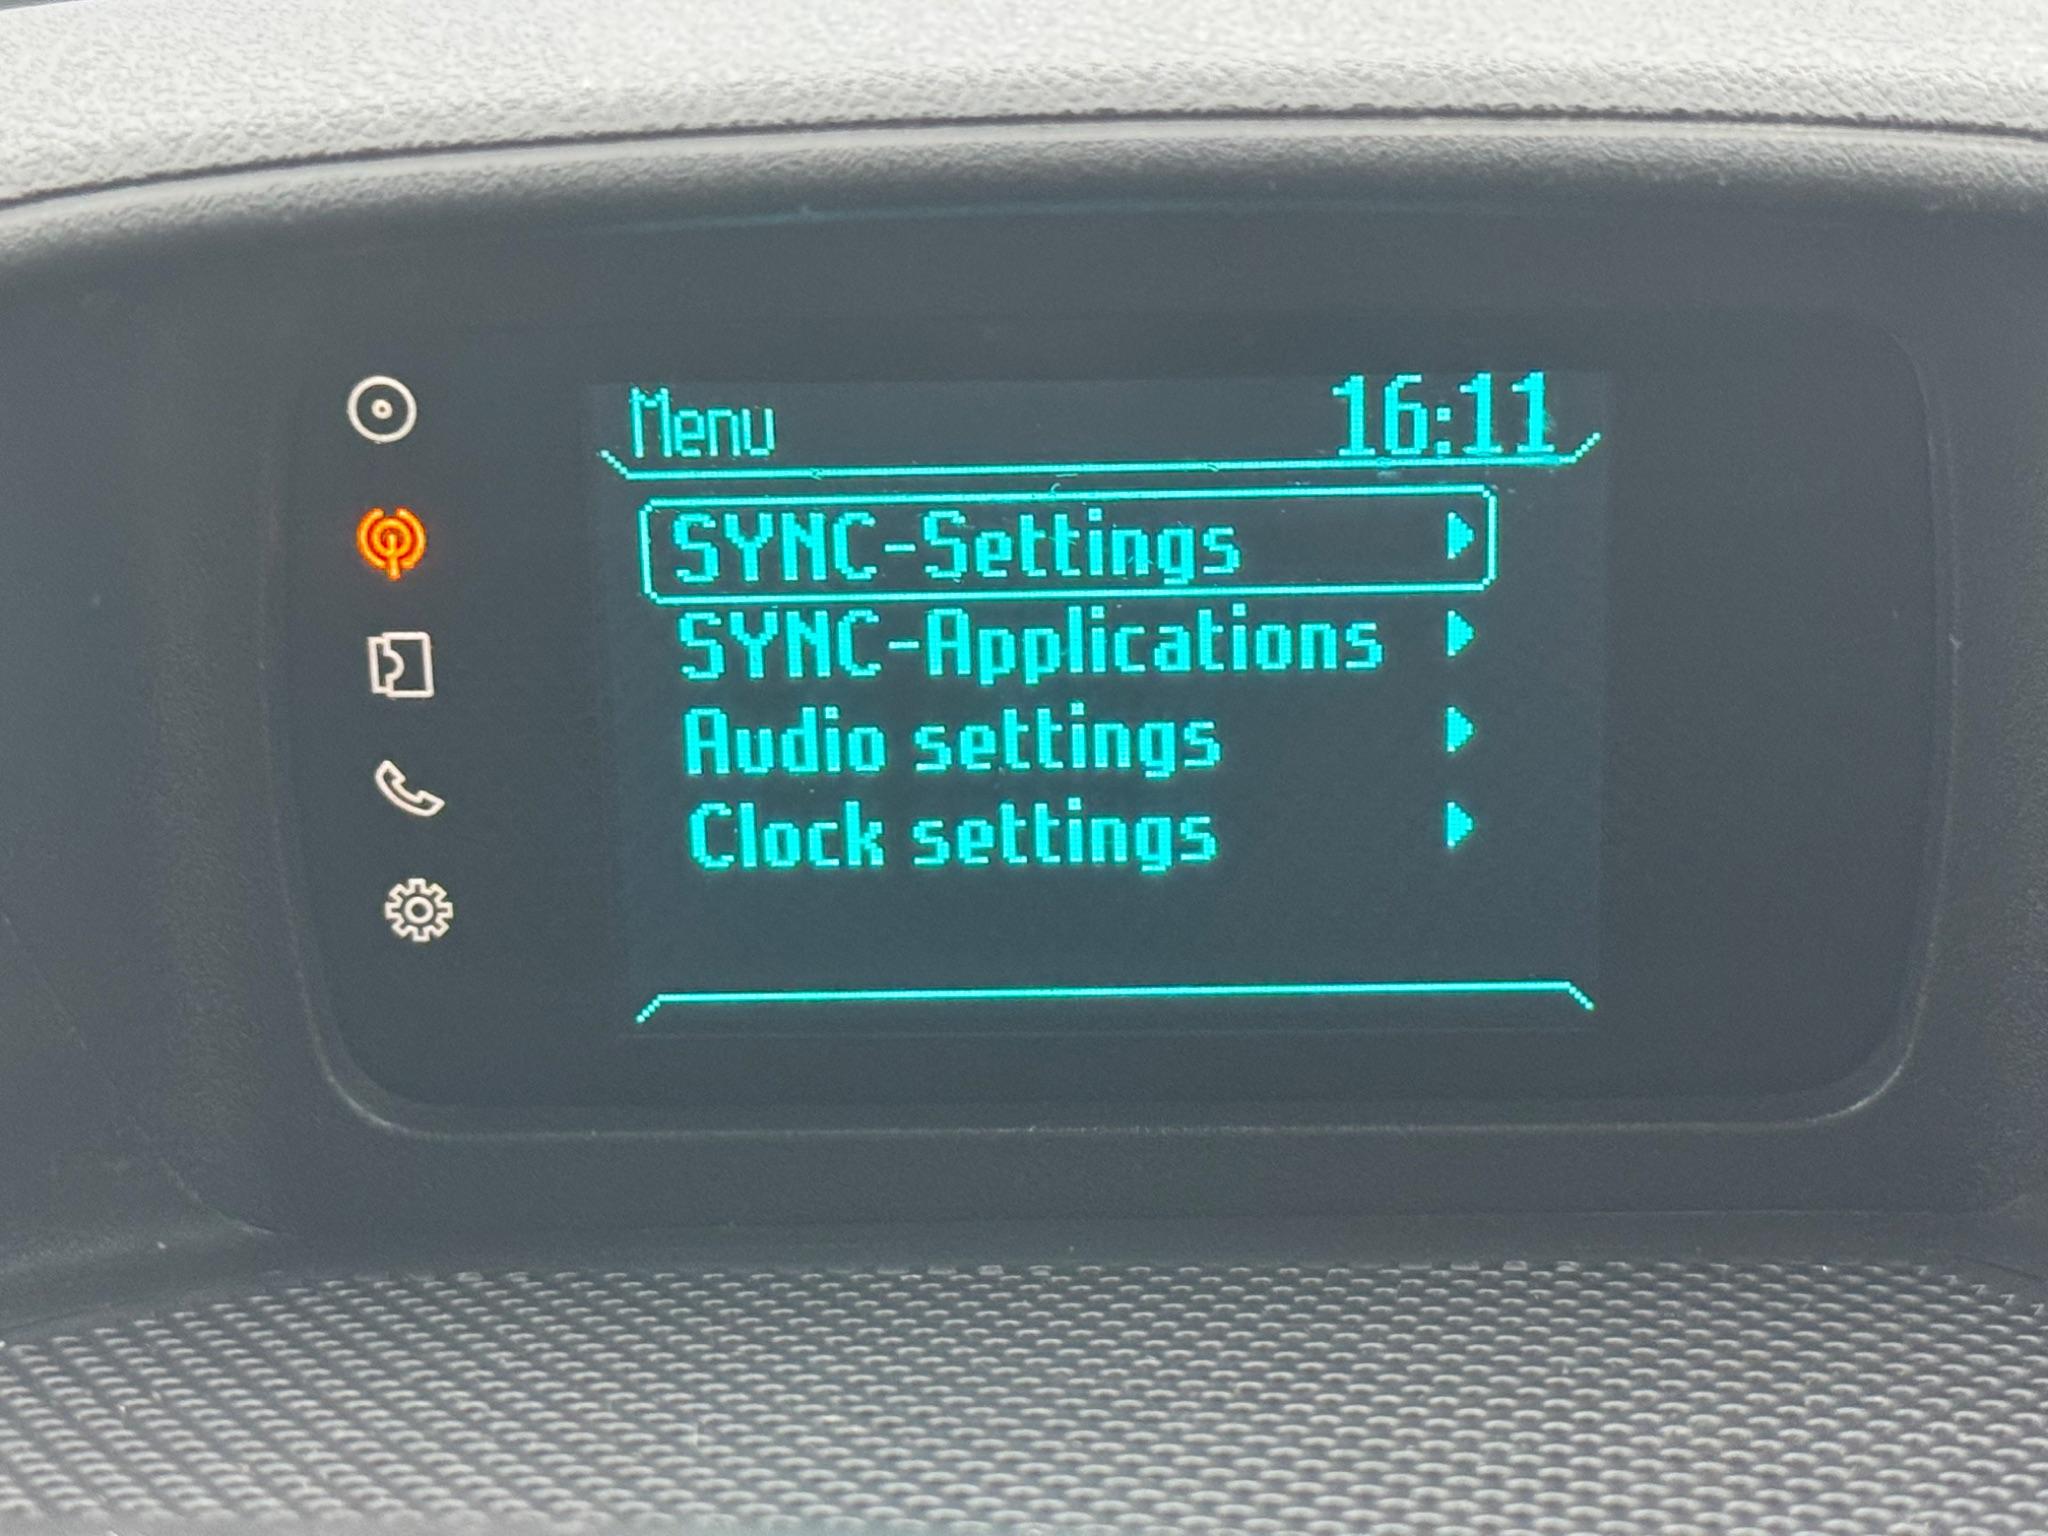 Menu 16:11
SYNC-Settings
SYNC-Applications
Audio settings
Clock settings